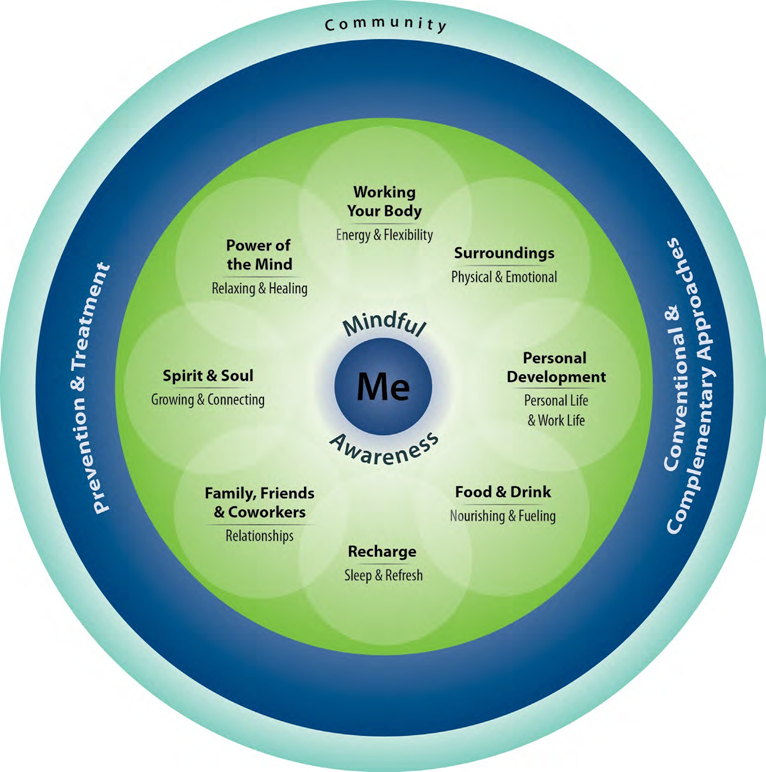 Community
Prevention & Treatment
Conventional &
Complementary Approaches
Working
Your Body
Energy & Flexibility
Surroundings
Physical & Emotional
Personal
Development
Personal Life
& Work Life
Food & Drink
Nourishing & Fueling
Recharge
Sleep & Refresh
Family, Friends
& Coworkers
Relationships
Spirit & Soul
Growing & Connecting
Power of
the Mind
Relaxing & Healing
Mindful
Me
Awareness